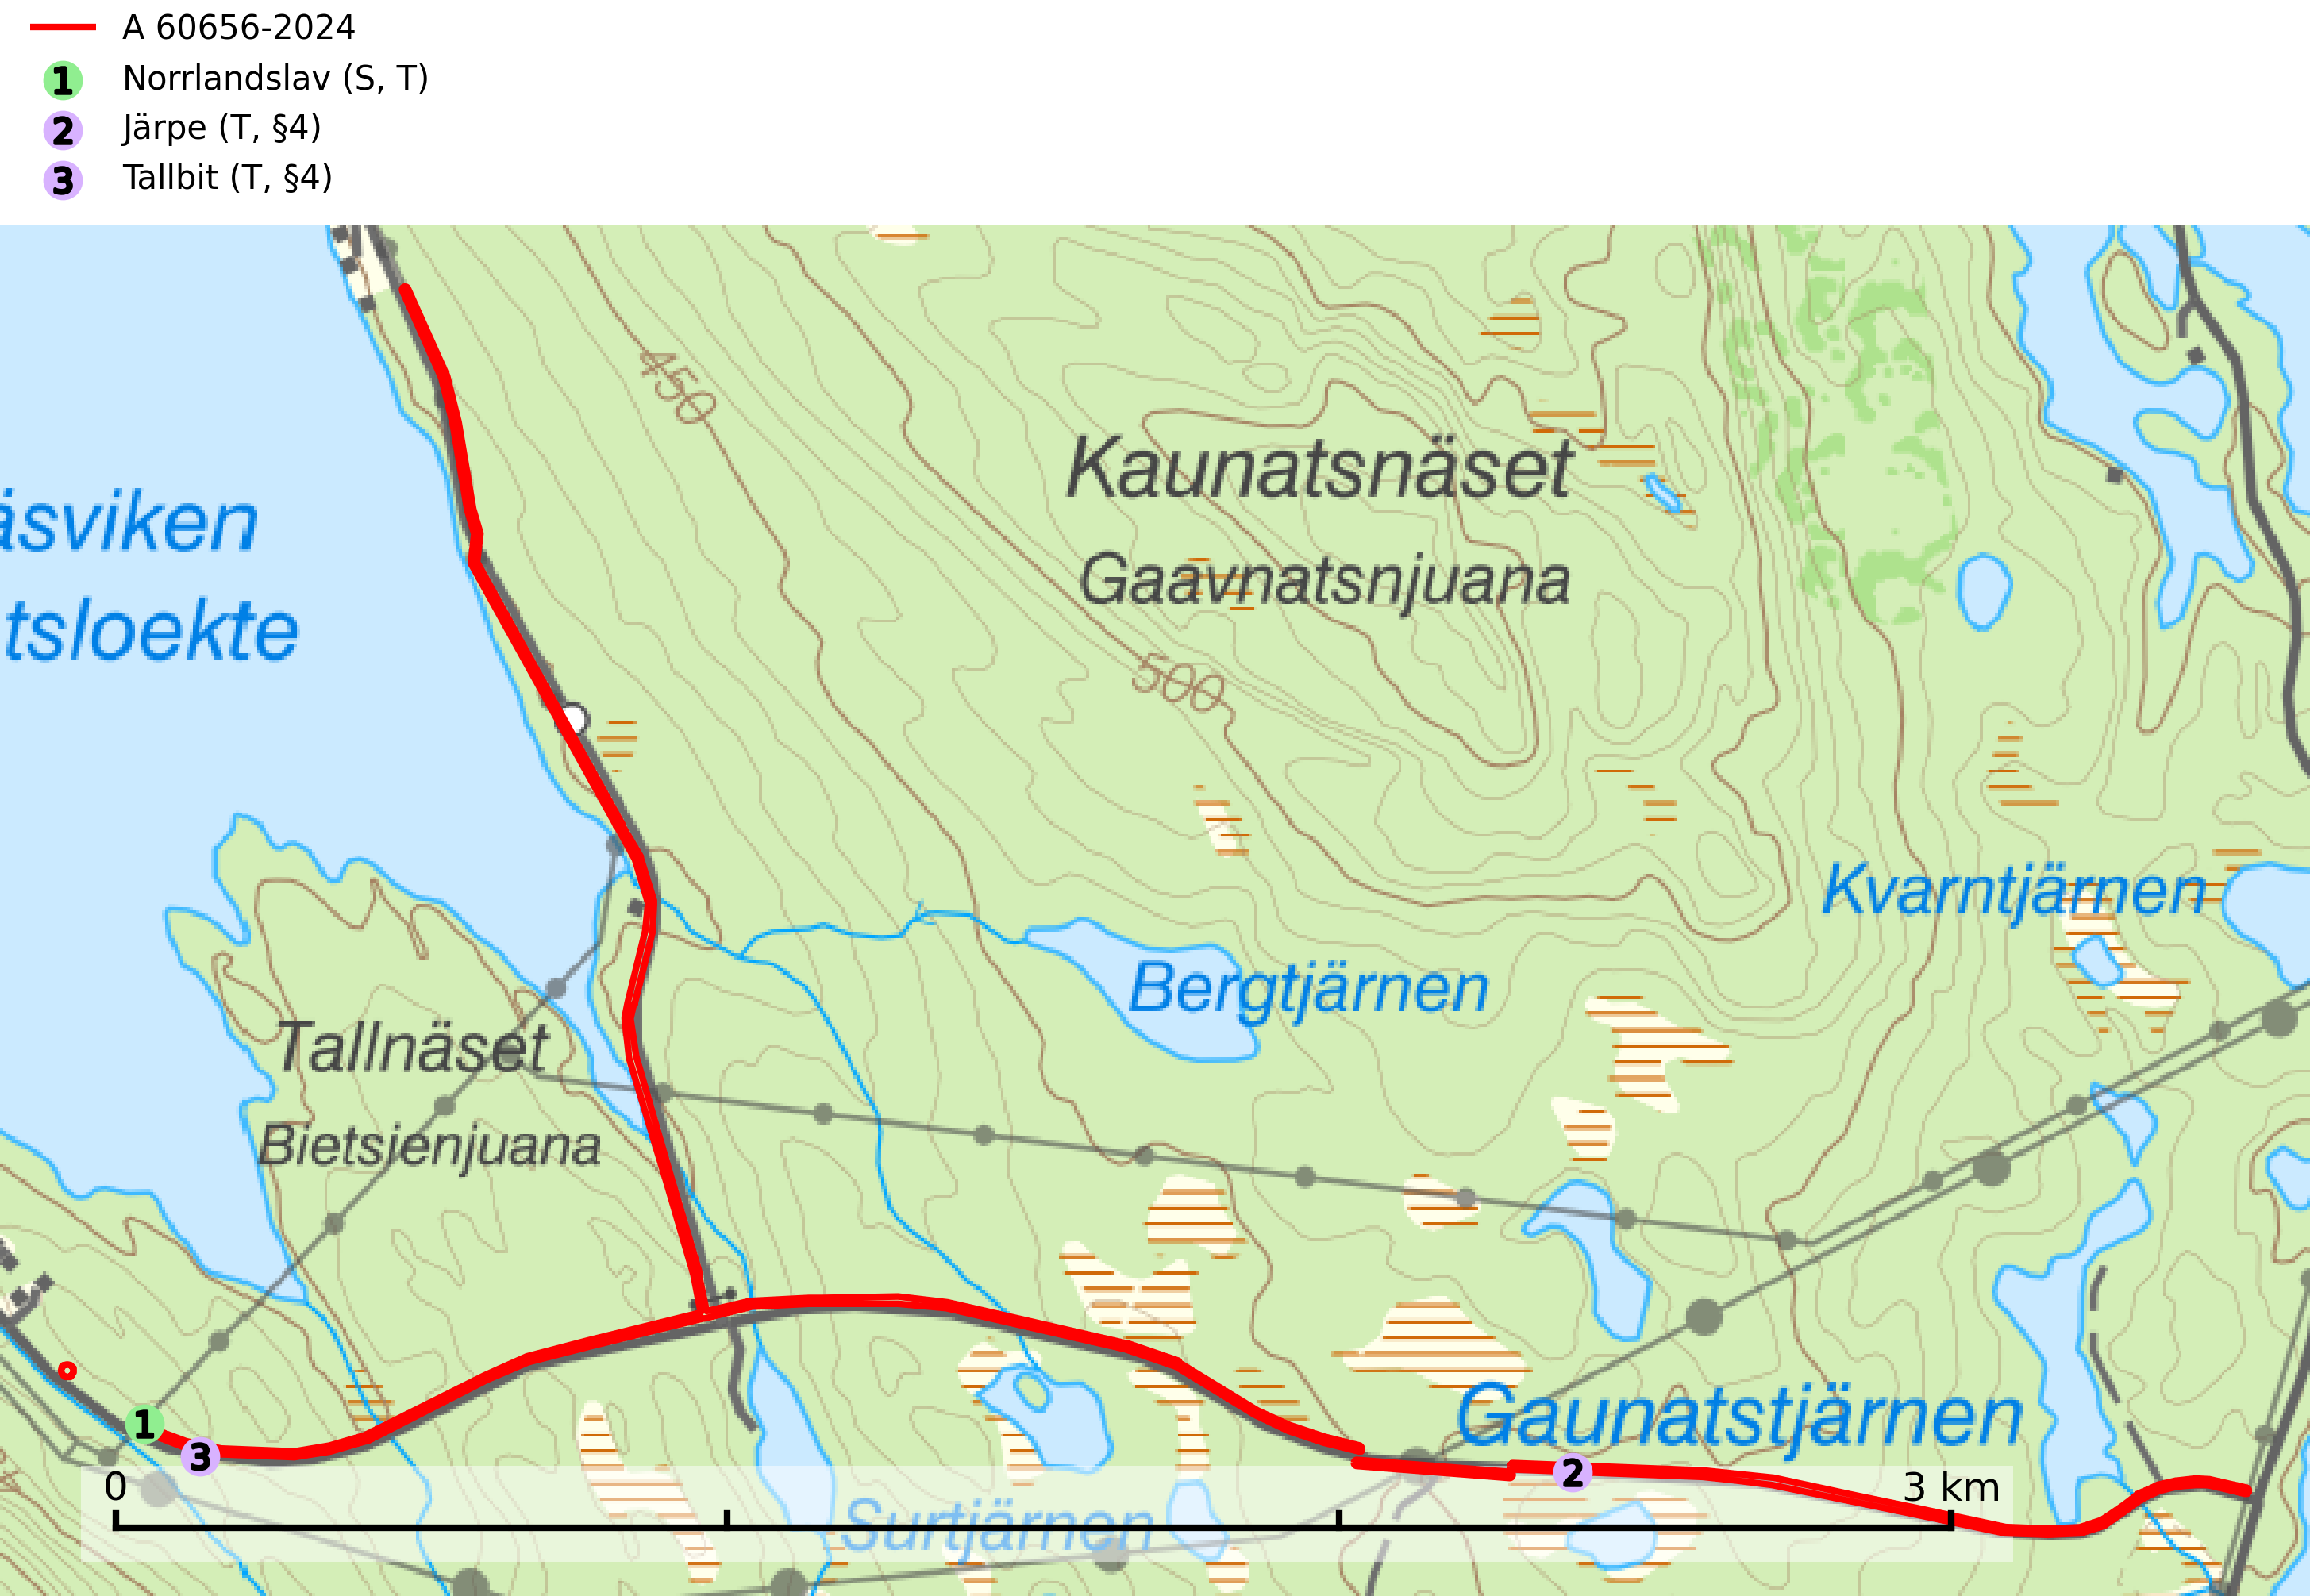 A 60656-2024
1 Norrlandslav (S, T)
2 Järpe (T, §4)
3 Tallbit (T, §4)
450
Kaunatsnäset
Gaavnatsnjuana
äsviken
tsloekte
500
Kvarntjärnen
Bergtjärnen
Tallnäset
Bietsienjuana
Gaunatstjärnen
1
3
2
0
3 km
Surtjärnen